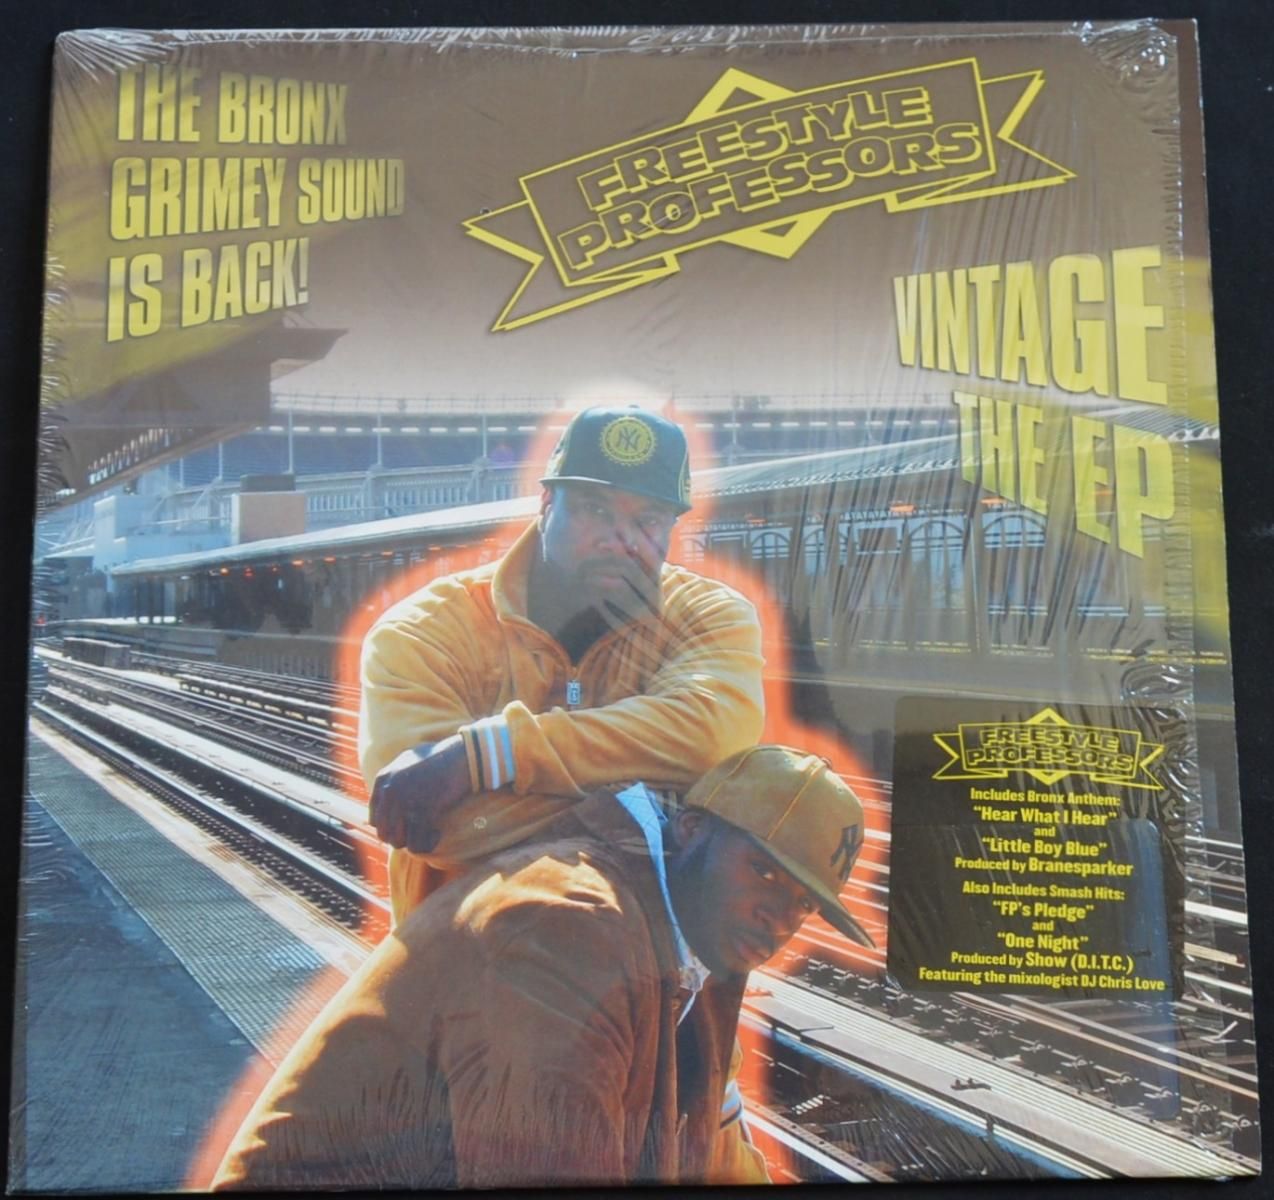 THE BRONX
GRIMEY SOUND
IS BACK!
FREESTYLE
PROFESSORS
VINTAGE
THE EP
NY
NY
FREESTYLE
PROFESSORS
Includes Bronx Anthem:
"Hear What I Hear"
and
"Little Boy Blue"
Produced by Branesparker
Also Includes Smash Hits:
"FP's Pledge"
and
"One Night"
Produced by Show (D.I.T.C.)
Featuring the mixologist DJ Chris Love